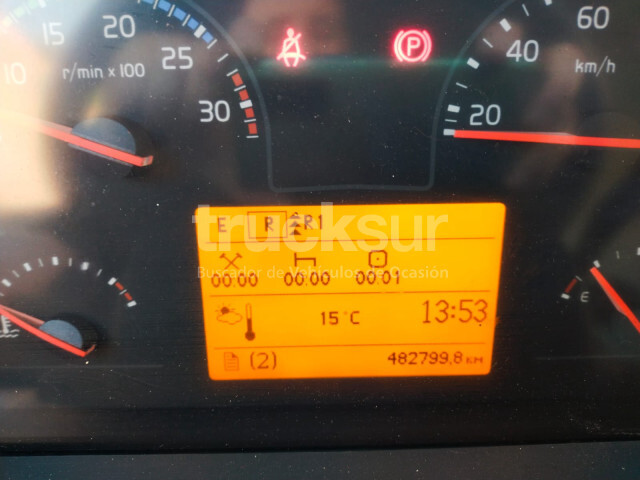 15
20
25
30
10
r/min x 100
60
40
20
km/h
E R R1
trucksur
Buscador de Vehículos de Ocasión
00:00 00:00 00:01
15°C 13:53
(2) 482799,8 KM
E